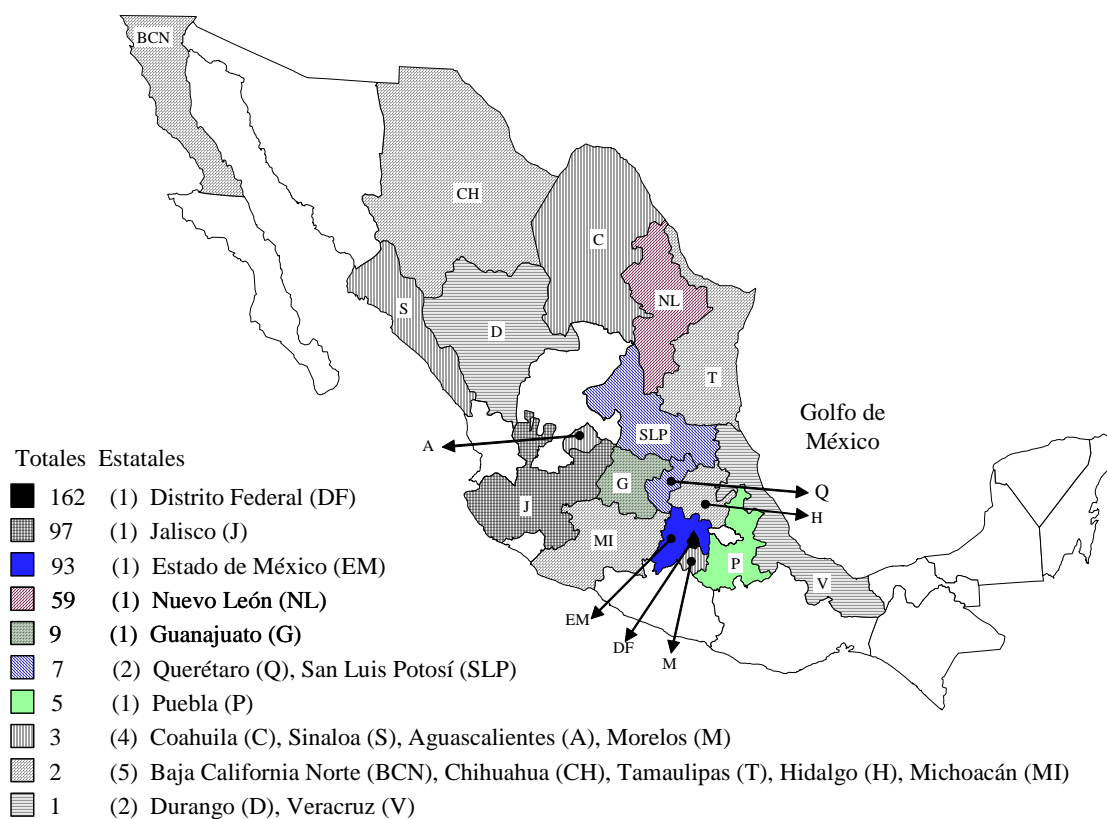 BCN
CH
C
NL
S
D
T
Golfo de
México
SLP
A
G
Q
J
H
MI
P
V
EM
DF
M
Totales Estatales
162 (1) Distrito Federal (DF)
97 (1) Jalisco (J)
93 (1) Estado de México (EM)
59 (1) Nuevo León (NL)
9 (1) Guanajuato (G)
7 (2) Querétaro (Q), San Luis Potosí (SLP)
5 (1) Puebla (P)
3 (4) Coahuila (C), Sinaloa (S), Aguascalientes (A), Morelos (M)
2 (5) Baja California Norte (BCN), Chihuahua (CH), Tamaulipas (T), Hidalgo (H), Michoacán (MI)
1 (2) Durango (D), Veracruz (V)